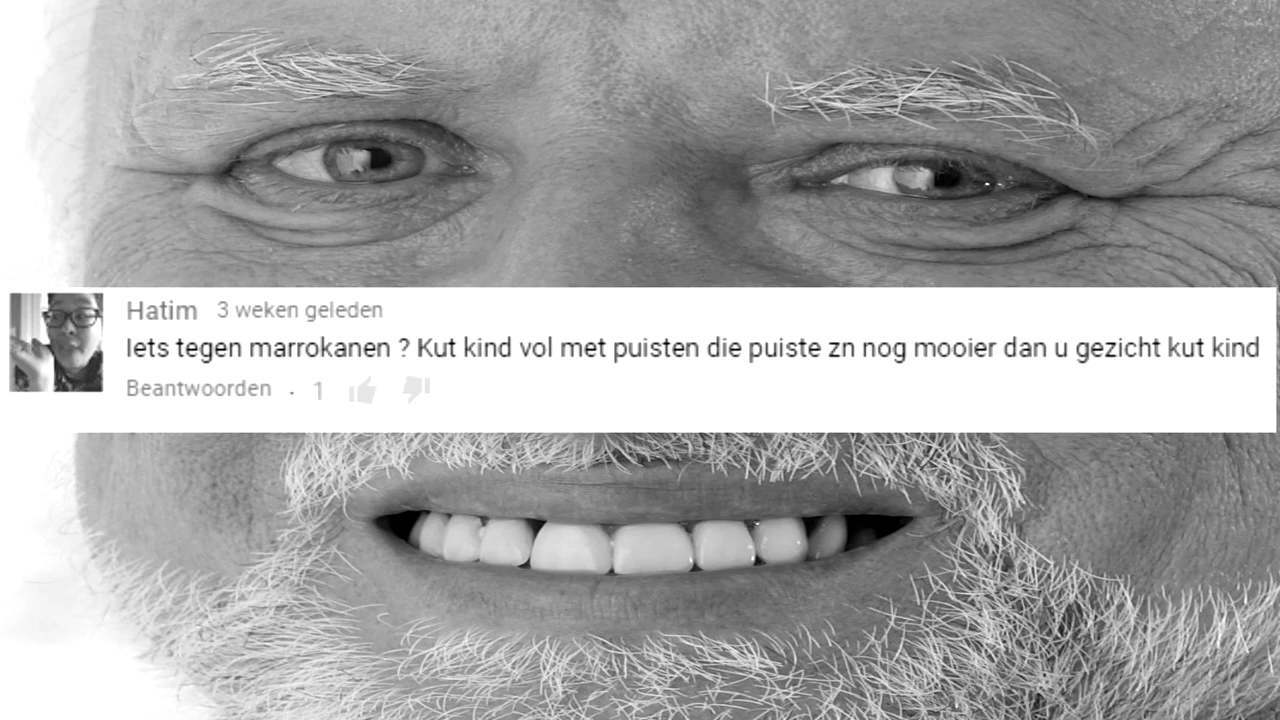 Hatim 3 weken geleden
Iets tegen marrokanen ? Kut kind vol met puisten die puiste zn nog mooier dan u gezicht kut kind
Beantwoorden . 1